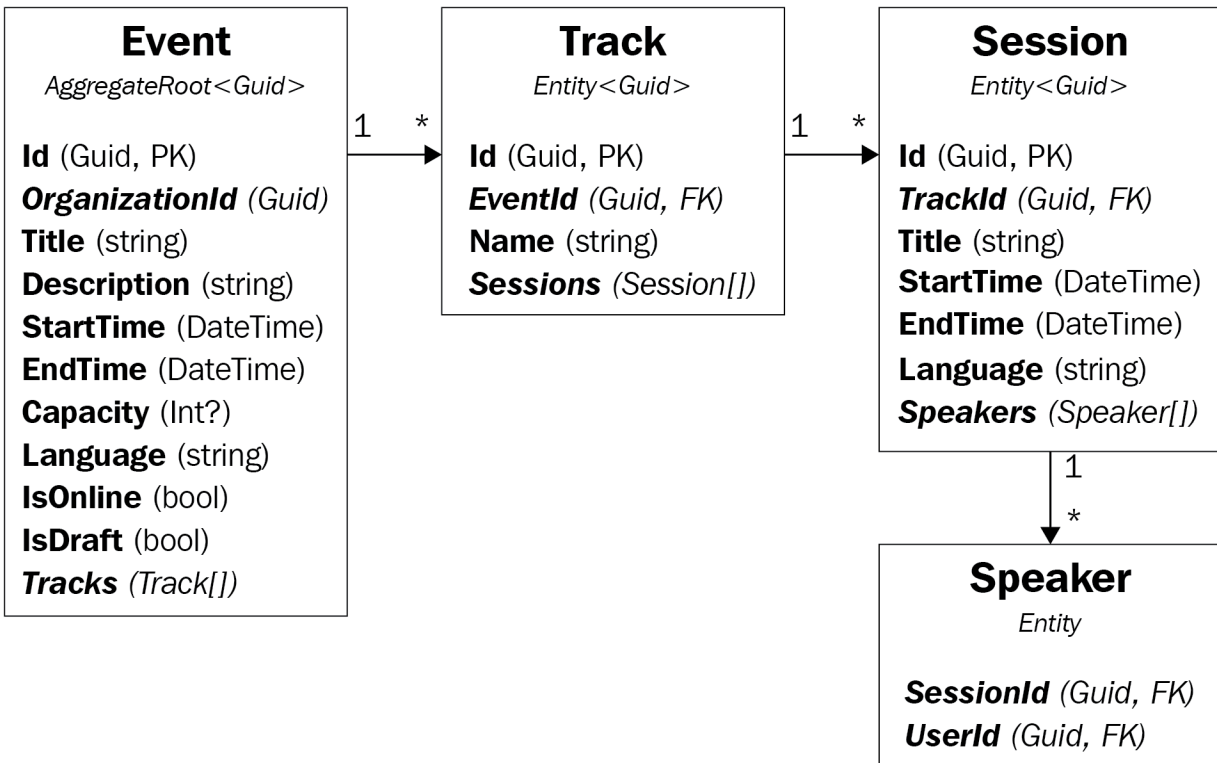 Event
AggregateRoot<Guid>
Id (Guid, PK)
OrganizationId (Guid)
Title (string)
Description (string)
StartTime (DateTime)
EndTime (DateTime)
Capacity (Int?)
Language (string)
IsOnline (bool)
IsDraft (bool)
Tracks (Track[])
1 *
Track
Entity<Guid>
Id (Guid, PK)
EventId (Guid, FK)
Name (string)
Sessions (Session[])
1 *
Session
Entity<Guid>
Id (Guid, PK)
TrackId (Guid, FK)
Title (string)
StartTime (DateTime)
EndTime (DateTime)
Language (string)
Speakers (Speaker[])
1
*
Speaker
Entity
SessionId (Guid, FK)
UserId (Guid, FK)